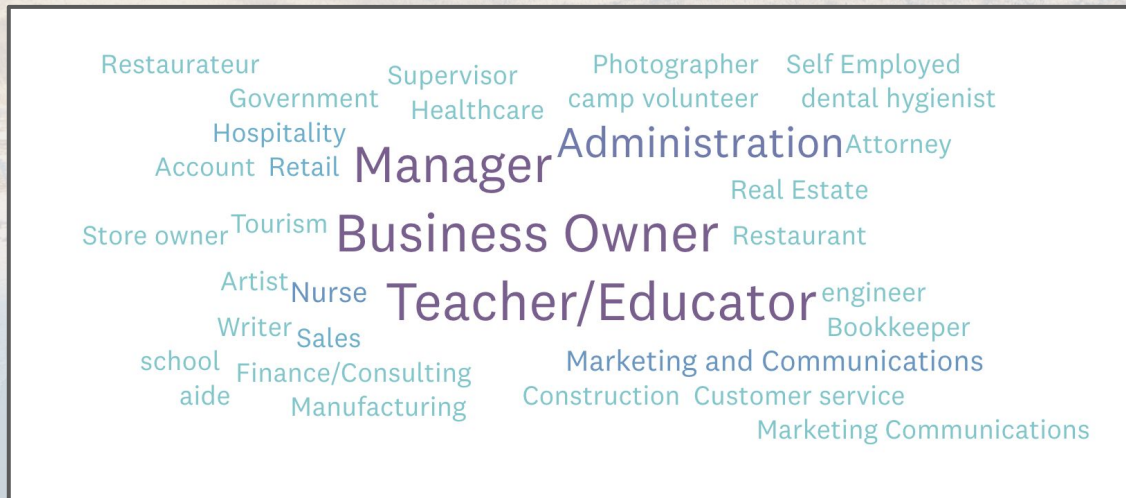 Restaurateur
Supervisor
Photographer
Self Employed
Government
Healthcare
camp volunteer
dental hygienist
Hospitality
Manager
Administration
Attorney
Account
Retail
Real Estate
Store owner
Tourism
Business Owner
Restaurant
Artist
Nurse
Teacher/Educator
engineer
Writer
Sales
Bookkeeper
school
aide
Finance/Consulting
Marketing and Communications
Manufacturing
Construction
Customer service
Marketing Communications